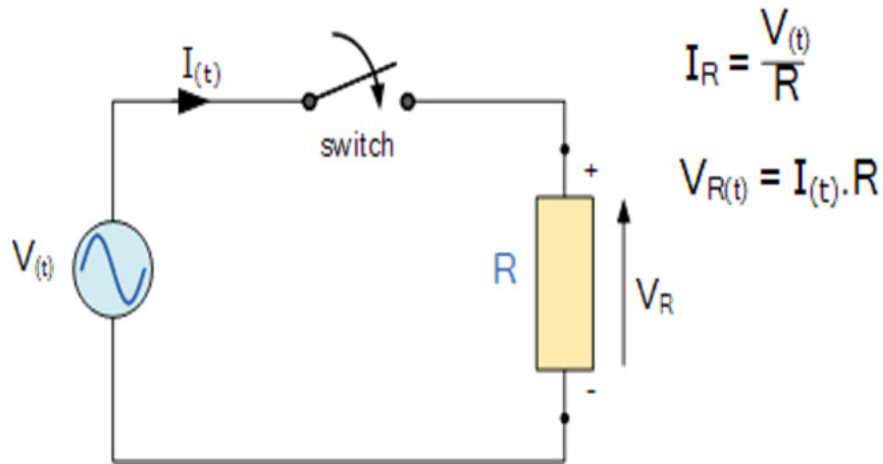 I(t)
switch
V(t)
R
+
-
VR
IR = V(t)/R
VR(t) = I(t).R